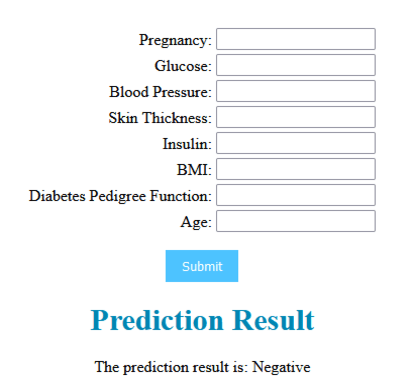 Pregnancy:
Glucose:
Blood Pressure:
Skin Thickness:
Insulin:
BMI:
Diabetes Pedigree Function:
Age:
Submit
Prediction Result
The prediction result is: Negative